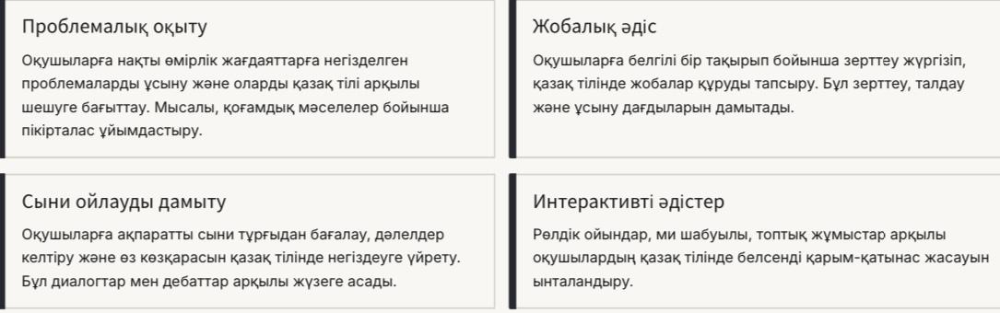 Проблемалық оқыту
Оқушыларға нақты өмірлік жағдаяттарға негізделген
проблемаларды ұсыну және оларды қазақ тілі арқылы
шешуге бағыттау. Мысалы, қоғамдық мәселелер бойынша
пікірталас ұйымдастыру.
Жобалық әдіс
Оқушыларға белгілі бір тақырып бойынша зерттеу жүргізіп,
қазақ тілінде жобалар құруды тапсыру. Бұл зерттеу, талдау
және ұсыну дағдыларын дамытады.
Сыни ойлауды дамыту
Оқушыларға ақпаратты сыни тұрғыдан бағалау, дәлелдер
келтіру және өз көзқарасын қазақ тілінде негіздеуге үйрету.
Бұл диалогтар мен дебаттар арқылы жүзеге асады.
Интерактивті әдістер
Рөлдік ойындар, ми шабуылы, топтық жұмыстар арқылы
оқушылардың қазақ тілінде белсенді қарым-қатынас жасауын
ынталандыру.